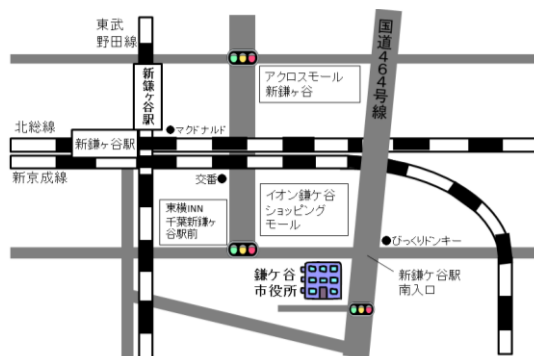 東武
野田線
国道464号線
新鎌ヶ谷駅
アクロスモール
新鎌ヶ谷
北総線
●マクドナルド
新鎌ヶ谷駅
新京成線
交番●
東横INN
千葉新鎌ヶ
谷駅前
イオン鎌ケ谷
ショッピング
モール
●びっくりドンキー
鎌ケ谷
市役所
新鎌ケ谷駅
南入口